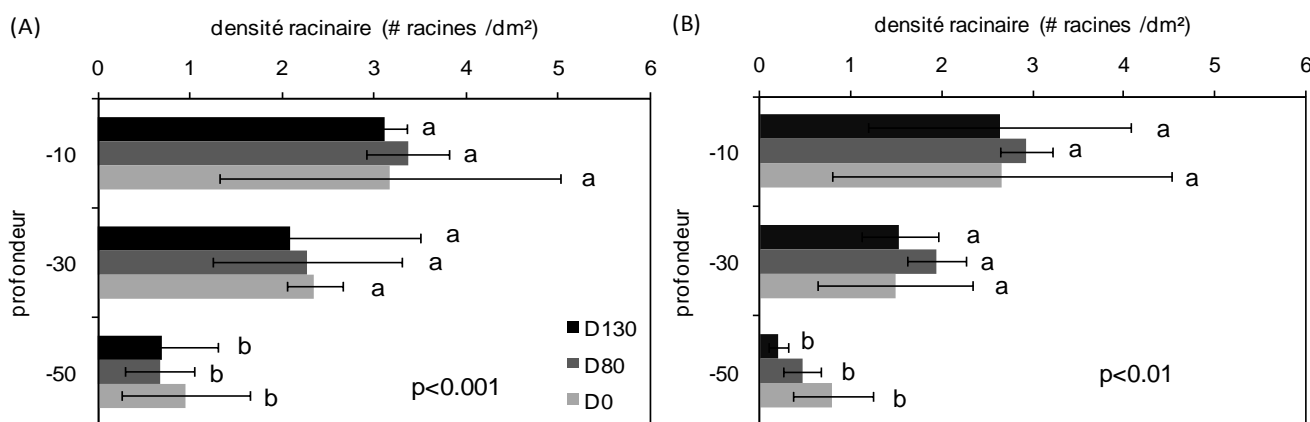 (A)
densité racinaire (# racines /dm²)
0 1 2 3 4 5 6
profondeur
-10
a
a
a
-30
a
a
a
-50
b
b
b
D130
D80
D0
p<0.001
(B)
densité racinaire (# racines /dm²)
0 1 2 3 4 5 6
profondeur
-10
a
a
a
-30
a
a
a
-50
b
b
b
p<0.01